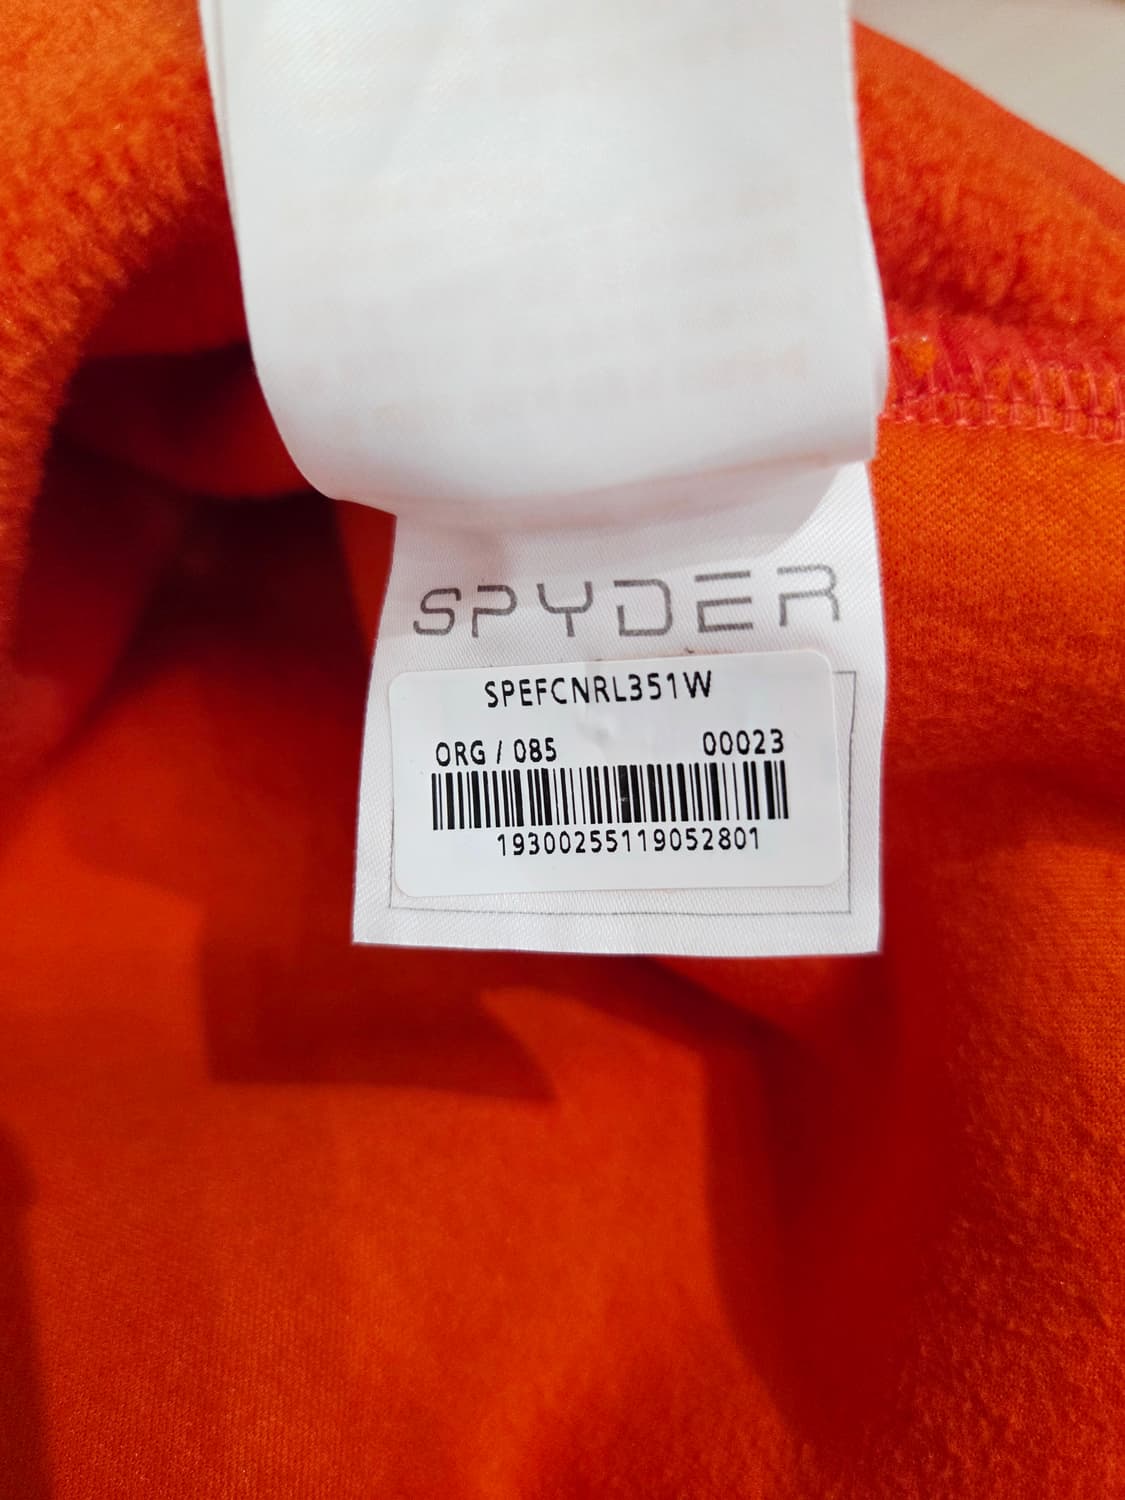 SPYDER
SPEFCNRL351W
ORG / 085 00023
19300255119052801